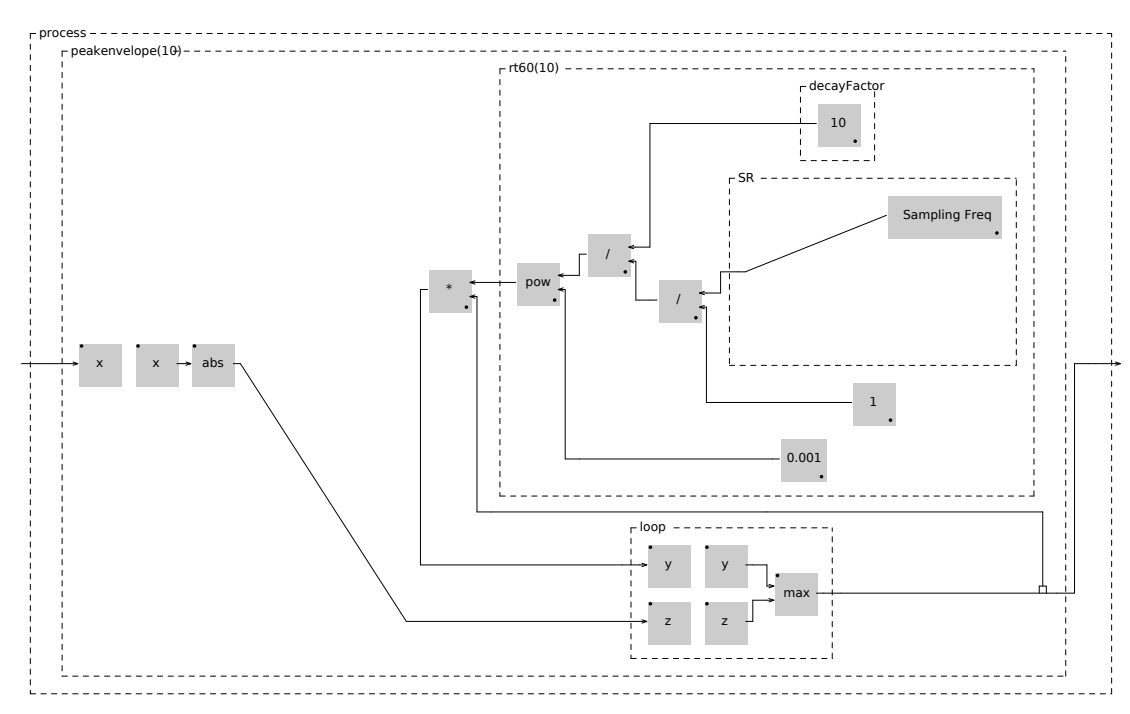 process
peakenvelope(10)
rt60(10)
decayFactor
10
SR
Sampling Freq
/
pow
*
/
x
x
abs
1
0.001
loop
y
y
max
z
z